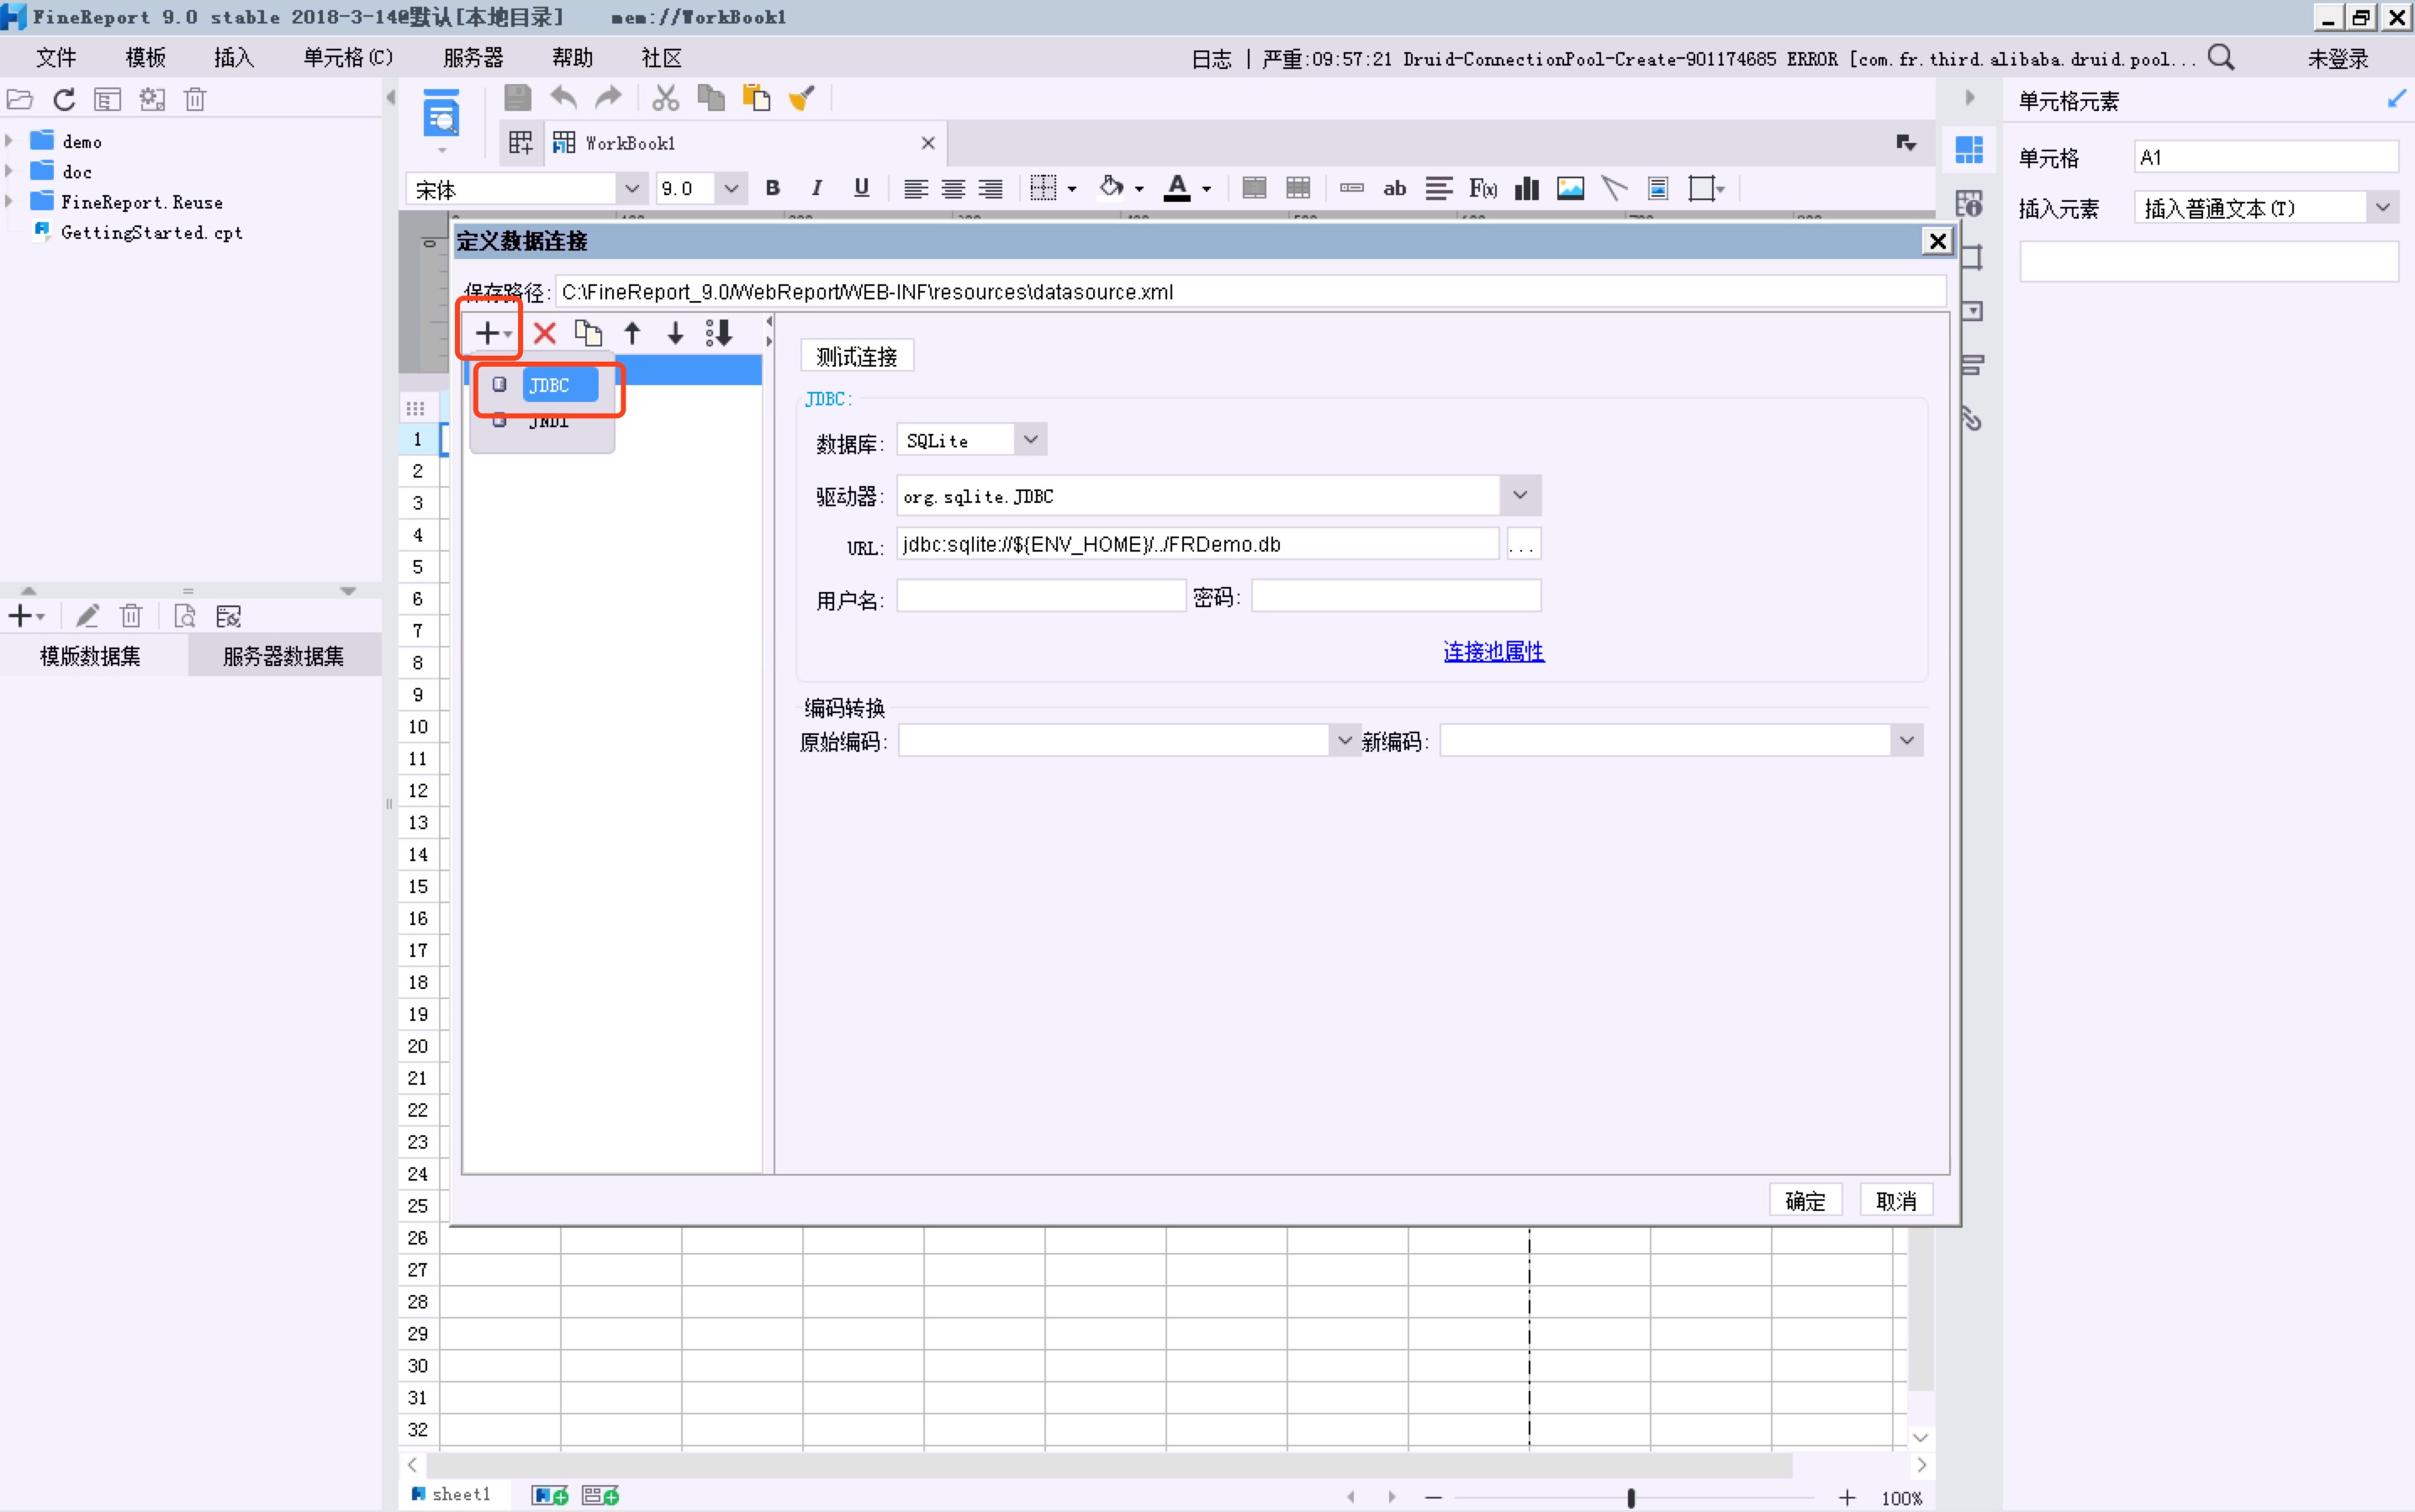 FineReport 9.0 stable 2018-3-14@默认[本地目录]    mem://WorkBook1
文件 模板 插入 单元格(C) 服务器 帮助 社区
日志 | 严重:09:57:21 Druid-ConnectionPool-Create-901174685 ERROR [com.fr.third.alibaba.druid.pool...
未登录
demo
doc
FineReport.Reuse
GettingStarted.cpt
模版数据集 服务器数据集
WorkBook1
宋体 9.0 B I U A ab F(x)
定义数据连接
保存路径: C:\FineReport_9.0\WebReport\WEB-INF\resources\datasource.xml
JDBC
JNDI
测试连接
JDBC:
数据库: SQLite
驱动器: org.sqlite.JDBC
URL: jdbc:sqlite://${ENV_HOME}/../FRDemo.db ...
用户名: 密码:
连接池属性
编码转换
原始编码: 新编码:
确定 取消
1
2
3
4
5
6
7
8
9
10
11
12
13
14
15
16
17
18
19
20
21
22
23
24
25
26
27
28
29
30
31
32
sheet1
100%
单元格元素
单元格 A1
插入元素 插入普通文本(T)